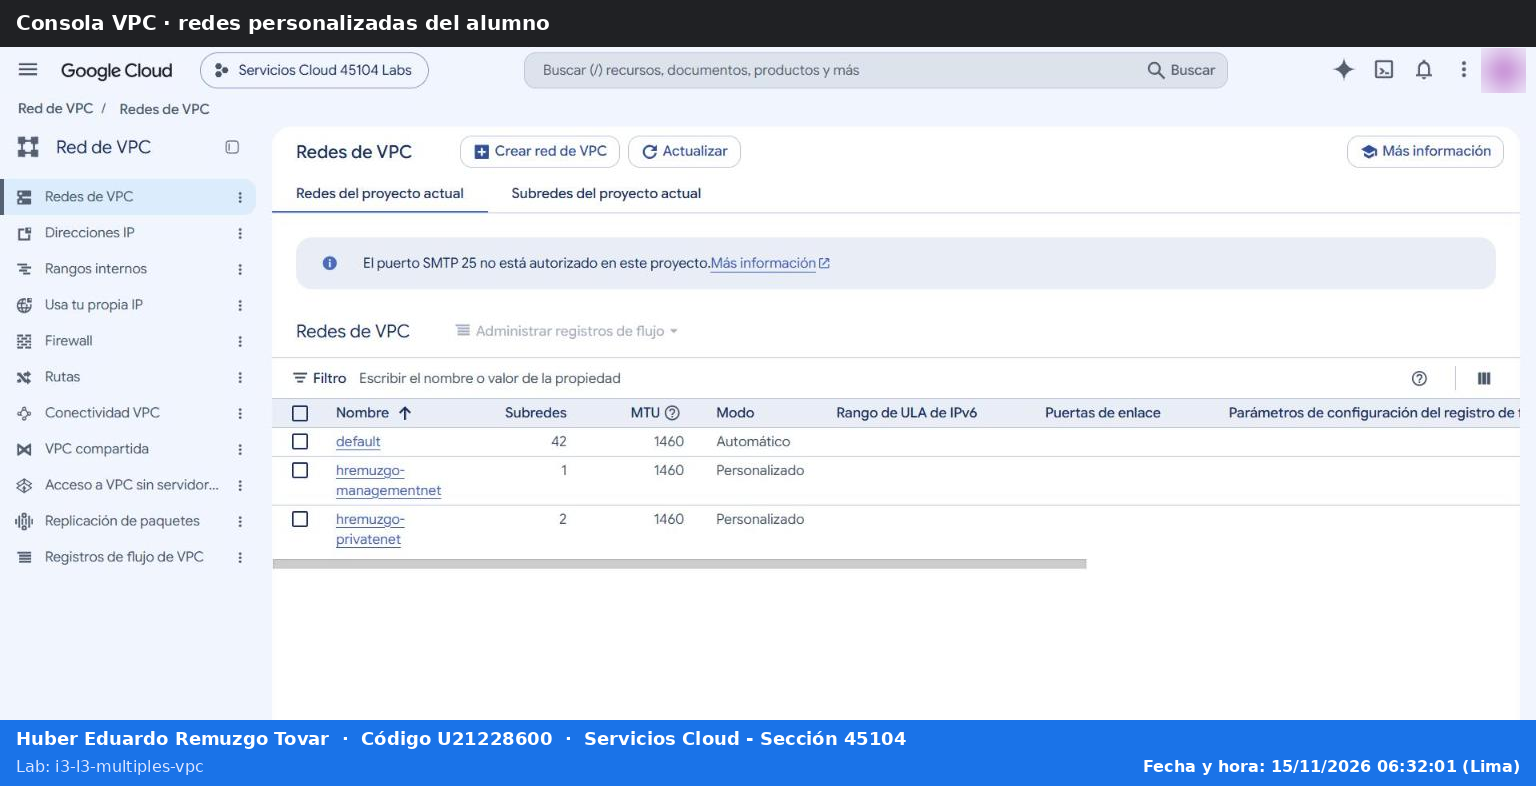 Consola VPC · redes personalizadas del alumno
Google Cloud
Servicios Cloud 45104 Labs
Buscar (/) recursos, documentos, productos y más
Buscar
Red de VPC / Redes de VPC
Red de VPC
Redes de VPC
Direcciones IP
Rangos internos
Usa tu propia IP
Firewall
Rutas
Conectividad VPC
VPC compartida
Acceso a VPC sin servidor...
Replicación de paquetes
Registros de flujo de VPC
Redes de VPC
Crear red de VPC
Actualizar
Más información
Redes del proyecto actual
Subredes del proyecto actual
El puerto SMTP 25 no está autorizado en este proyecto.Más información
Redes de VPC
Administrar registros de flujo
Filtro Escribir el nombre o valor de la propiedad
Nombre Subredes MTU Modo Rango de ULA de IPv6 Puertas de enlace Parámetros de configuración del registro de f
default 42 1460 Automático
hremuzgo-managementnet 1 1460 Personalizado
hremuzgo-privatenet 2 1460 Personalizado
Huber Eduardo Remuzgo Tovar · Código U21228600 · Servicios Cloud - Sección 45104
Lab: i3-l3-multiples-vpc
Fecha y hora: 15/11/2026 06:32:01 (Lima)